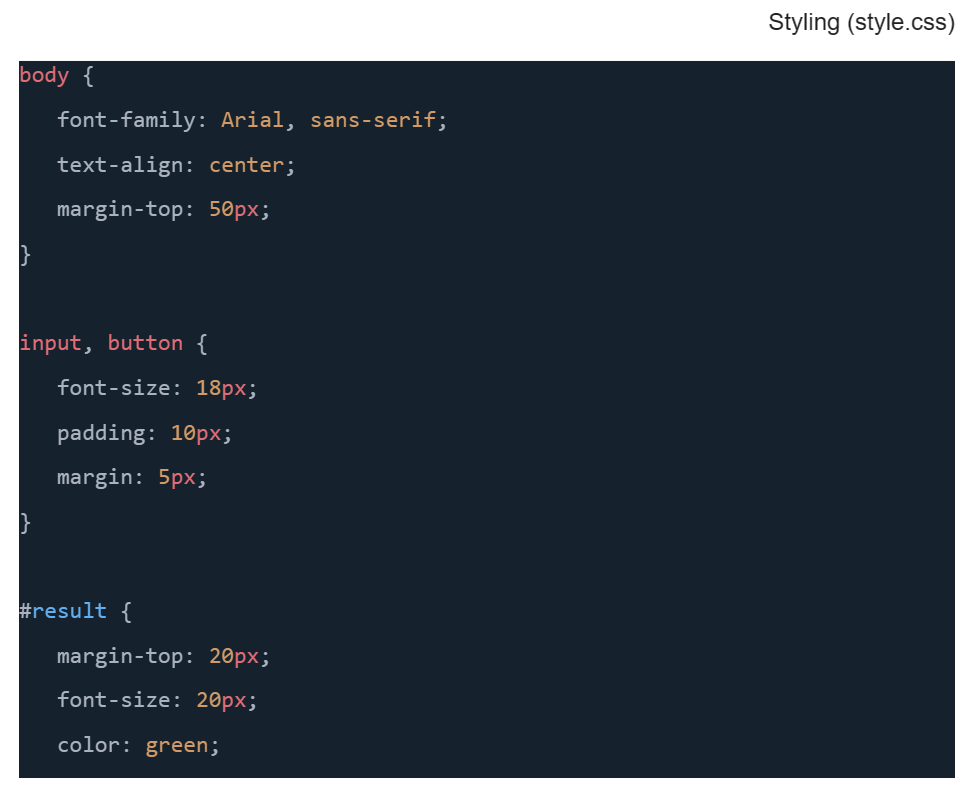 Styling (style.css)
body {
font-family: Arial, sans-serif;
text-align: center;
margin-top: 50px;
}
input, button {
font-size: 18px;
padding: 10px;
margin: 5px;
}
#result {
margin-top: 20px;
font-size: 20px;
color: green;